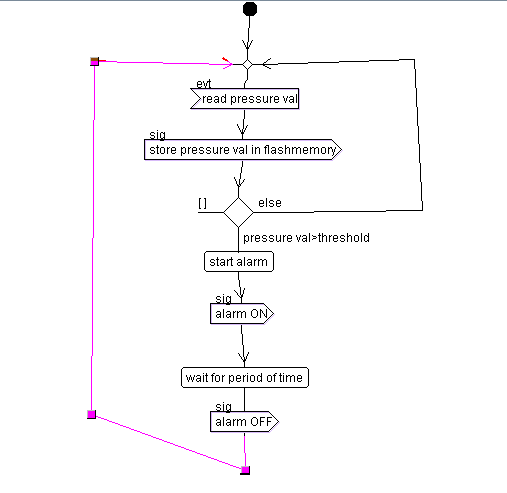 evt
read pressure val
sig
store pressure val in flashmemory
[ ]
else
pressure val>threshold
start alarm
sig
alarm ON
wait for period of time
sig
alarm OFF